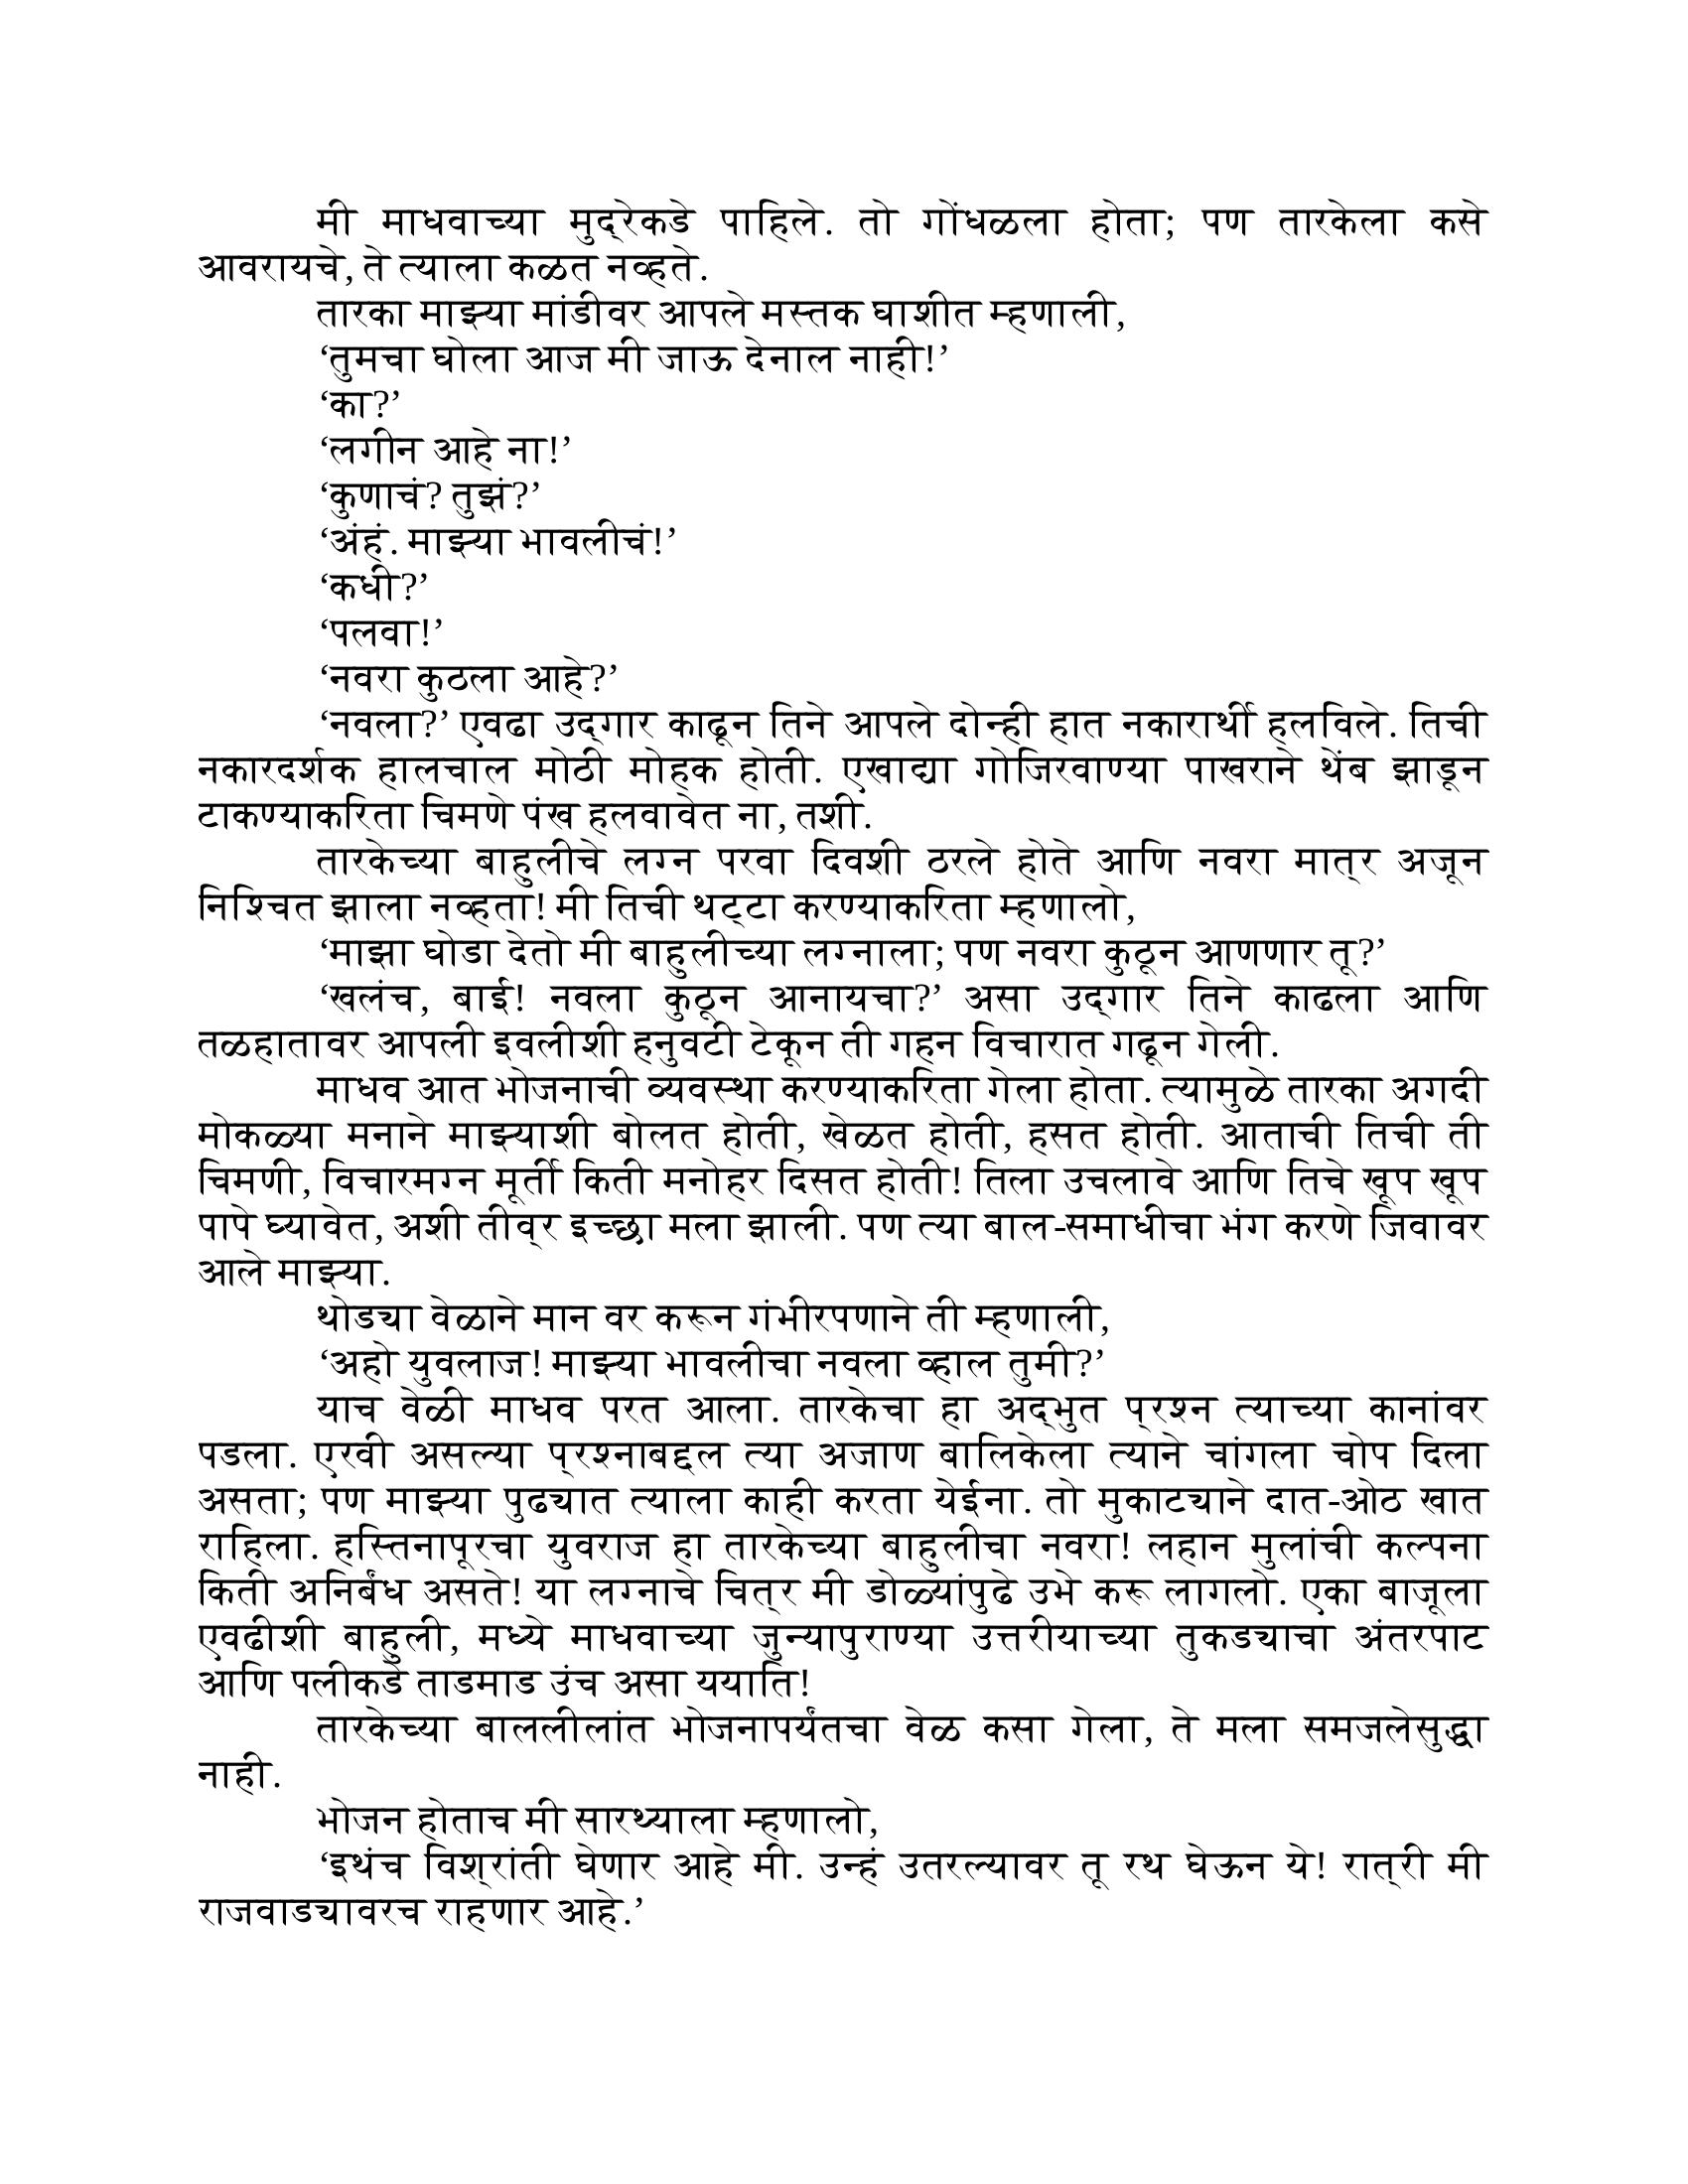 मी माधवाच्या मुद्‌रेकडे पाहिले. तो गोंधळला होता; पण तारकेला कसे
आवरायचे, ते त्याला कळत नव्हते.
तारका माझ्या मांडीवर आपले मस्तक घाशीत म्हणाली,
‘तुमचा घोला आज मी जाऊ देनाल नाही!’
‘का?’
‘लगीन आहे ना!’
‘कुणाचं? तुझं?’
‘अंहं. माझ्या भावलीचं!’
‘कधी?’
‘पलवा!’
‘नवरा कुठला आहे?’
‘नवला?’ एवढा उद्‌गार काढून तिने आपले दोन्ही हात नकारार्थी हलविले. तिची
नकारदर्शक हालचाल मोठी मोहक होती. एखाद्या गोजिरवाण्या पाखराने थेंब झाडून
टाकण्याकरिता चिमणे पंख हलवावेत ना, तशी.
तारकेच्या बाहुलीचे लग्न परवा दिवशी ठरले होते आणि नवरा मात्‌र अजून
निश्चित झाला नव्हता! मी तिची थट्‌टा करण्याकरिता म्हणालो,
‘माझा घोडा देतो मी बाहुलीच्या लग्नाला; पण नवरा कुठून आणणार तू?’
‘खलंच, बाई! नवला कुठून आनायचा?’ असा उद्‌गार तिने काढला आणि
तळहातावर आपली इवलीशी हनुवटी टेकून ती गहन विचारात गढून गेली.
माधव आत भोजनाची व्यवस्था करण्याकरिता गेला होता. त्यामुळे तारका अगदी
मोकळ्या मनाने माझ्याशी बोलत होती, खेळत होती, हसत होती. आताची तिची ती
चिमणी, विचारमग्न मूर्ती किती मनोहर दिसत होती! तिला उचलावे आणि तिचे खूप खूप
पापे घ्यावेत, अशी तीव्‌र इच्छा मला झाली. पण त्या बाल-समाधीचा भंग करणे जिवावर
आले माझ्या.
थोड्या वेळाने मान वर करून गंभीरपणाने ती म्हणाली,
‘अहो युवलाज! माझ्या भावलीचा नवला व्हाल तुमी?’
याच वेळी माधव परत आला. तारकेचा हा अद्‌भुत प्‌रश्न त्याच्या कानांवर
पडला. एरवी असल्या प्‌रश्नाबद्दल त्या अजाण बालिकेला त्याने चांगला चोप दिला
असता; पण माझ्या पुढ्यात त्याला काही करता येईना. तो मुकाट्याने दात-ओठ खात
राहिला. हस्तिनापूरचा युवराज हा तारकेच्या बाहुलीचा नवरा! लहान मुलांची कल्पना
किती अनिर्बंध असते! या लग्नाचे चित्‌र मी डोळ्यांपुढे उभे करू लागलो. एका बाजूला
एवढीशी बाहुली, मध्ये माधवाच्या जुन्यापुराण्या उत्तरीयाच्या तुकड्याचा अंतरपाट
आणि पलीकडे ताडमाड उंच असा ययाति!
तारकेच्या बाललीलांत भोजनापर्यंतचा वेळ कसा गेला, ते मला समजलेसुद्धा
नाही.
भोजन होताच मी सारथ्याला म्हणालो,
‘इथंच विश्‌रांती घेणार आहे मी. उन्हं उतरल्यावर तू रथ घेऊन ये! रात्‌री मी
राजवाड्यावरच राहणार आहे.’